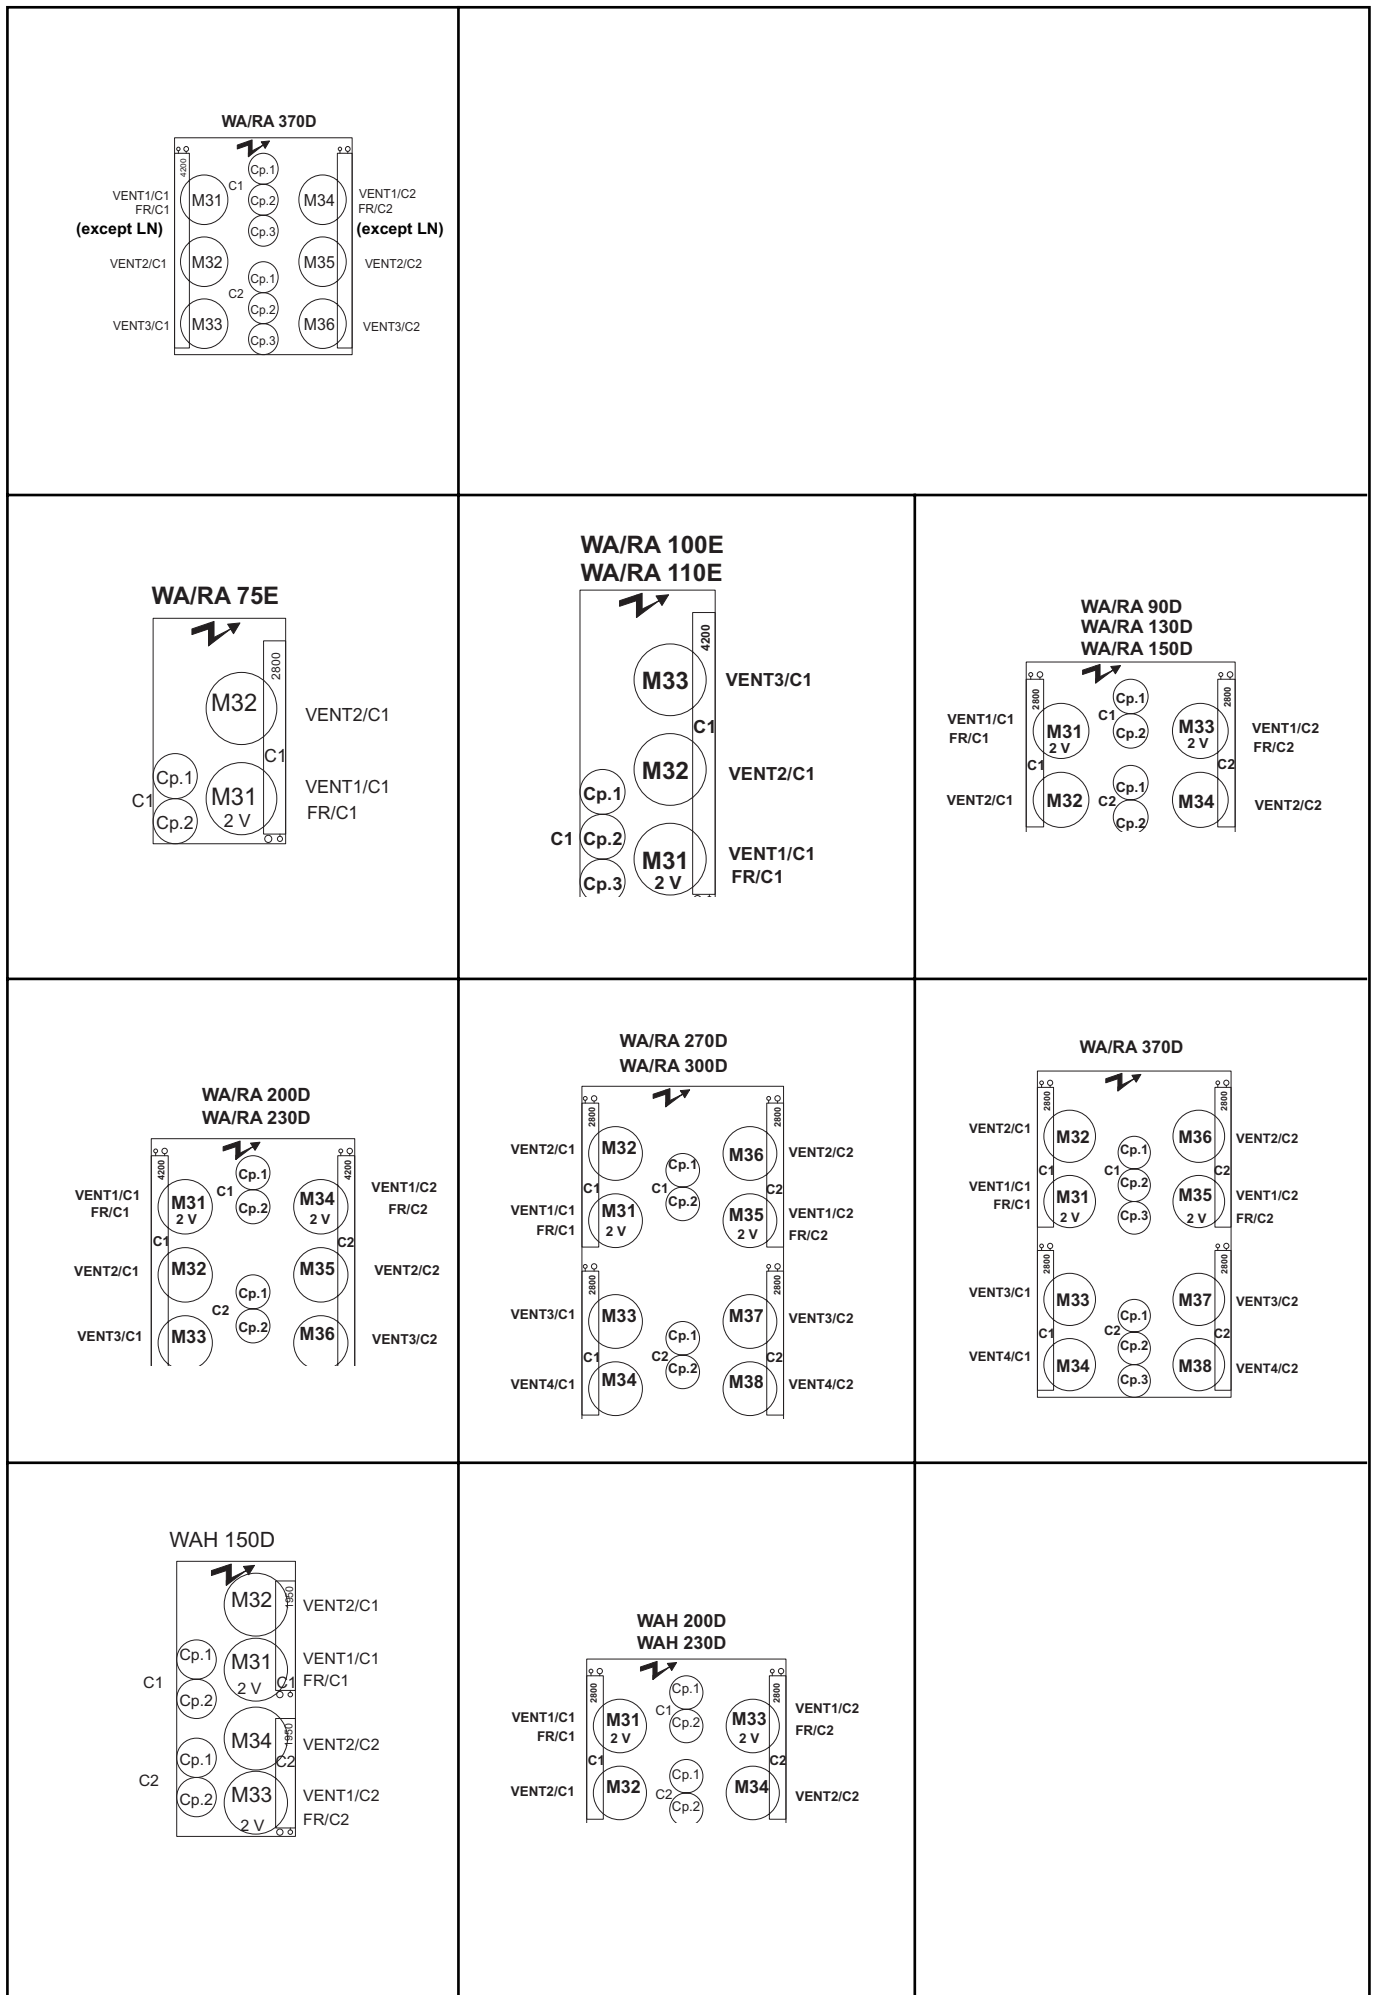 WA/RA 370D
4200
Cp.1
C1
VENT1/C1
FR/C1
(except LN)
M31
Cp.2
M34
VENT1/C2
FR/C2
(except LN)
Cp.3
VENT2/C1
M32
Cp.1
M35
VENT2/C2
C2
Cp.2
VENT3/C1
M33
Cp.3
M36
VENT3/C2
WA/RA 75E
2800
M32
VENT2/C1
C1
Cp.1
C1
Cp.2
M31
2 V
VENT1/C1
FR/C1
WA/RA 100E
WA/RA 110E
4200
M33
VENT3/C1
C1
M32
VENT2/C1
Cp.1
C1
Cp.2
Cp.3
M31
2 V
VENT1/C1
FR/C1
WA/RA 90D
WA/RA 130D
WA/RA 150D
2800
Cp.1
2800
VENT1/C1
FR/C1
M31
2 V
C1
Cp.2
M33
2 V
VENT1/C2
FR/C2
C1
C2
VENT2/C1
M32
C2
Cp.1
Cp.2
M34
VENT2/C2
WA/RA 200D
WA/RA 230D
4200
Cp.1
4200
VENT1/C1
FR/C1
M31
2 V
C1
Cp.2
M34
2 V
VENT1/C2
FR/C2
C1
C2
VENT2/C1
M32
Cp.1
M35
VENT2/C2
C2
Cp.2
VENT3/C1
M33
M36
VENT3/C2
WA/RA 270D
WA/RA 300D
2800
2800
VENT2/C1
M32
Cp.1
M36
VENT2/C2
C1
C1
Cp.2
C2
VENT1/C1
FR/C1
M31
2 V
M35
2 V
VENT1/C2
FR/C2
2800
2800
VENT3/C1
M33
Cp.1
M37
VENT3/C2
C1
C2
Cp.2
C2
VENT4/C1
M34
M38
VENT4/C2
WA/RA 370D
2800
2800
VENT2/C1
M32
Cp.1
M36
VENT2/C2
C1
C1
Cp.2
C2
VENT1/C1
FR/C1
M31
2 V
Cp.3
M35
2 V
VENT1/C2
FR/C2
2800
2800
VENT3/C1
M33
Cp.1
M37
VENT3/C2
C1
C2
Cp.2
C2
VENT4/C1
M34
Cp.3
M38
VENT4/C2
WAH 150D
M32
1950
VENT2/C1
Cp.1
C1
Cp.2
M31
2 V
C1
VENT1/C1
FR/C1
M34
1950
VENT2/C2
C2
Cp.1
C2
Cp.2
M33
2 V
VENT1/C2
FR/C2
WAH 200D
WAH 230D
2800
Cp.1
2800
VENT1/C1
FR/C1
M31
2 V
C1
Cp.2
M33
2 V
VENT1/C2
FR/C2
C1
C2
VENT2/C1
M32
Cp.1
C2
Cp.2
M34
VENT2/C2